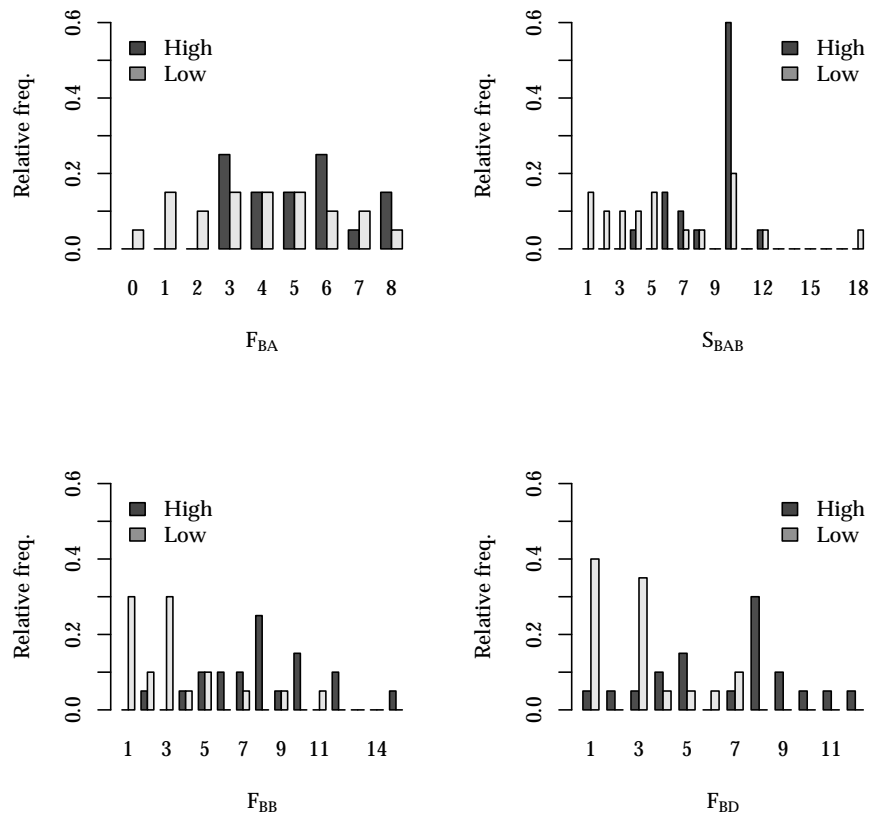 0.6
High
Low
0.4
0.2
0.0
Relative freq.
0 1 2 3 4 5 6 7 8
F_BA
0.6
High
Low
0.4
0.2
0.0
Relative freq.
1 3 5 7 9 12 15 18
S_BAB
0.6
High
Low
0.4
0.2
0.0
Relative freq.
1 3 5 7 9 11 14
F_BB
0.6
High
Low
0.4
0.2
0.0
Relative freq.
1 3 5 7 9 11
F_BD